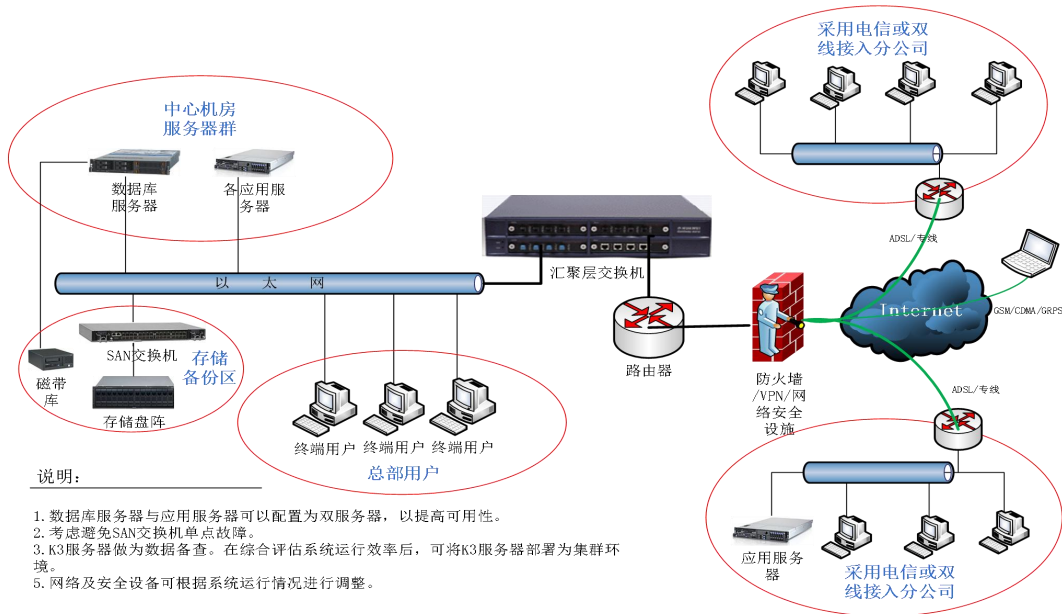 采用电信或双
线接入分公司
中心机房
服务器群
数据库
服务器
各应用服
务器
以 太 网
汇聚层交换机
路由器
防火墙
/VPN/网
络安全
设施
ADSL/专线
Internet
GSM/CDMA/GRPS
ADSL/专线
SAN交换机
存储
备份区
磁带
库
存储盘阵
终端用户
终端用户
终端用户
总部用户
应用服务
器
采用电信或双
线接入分公司
说明:
1.数据库服务器与应用服务器可以配置为双服务器，以提高可用性。
2.考虑避免SAN交换机单点故障。
3.K3服务器做为数据备查。在综合评估系统运行效率后，可将K3服务器部署为集群环
境。
5.网络及安全设备可根据系统运行情况进行调整。